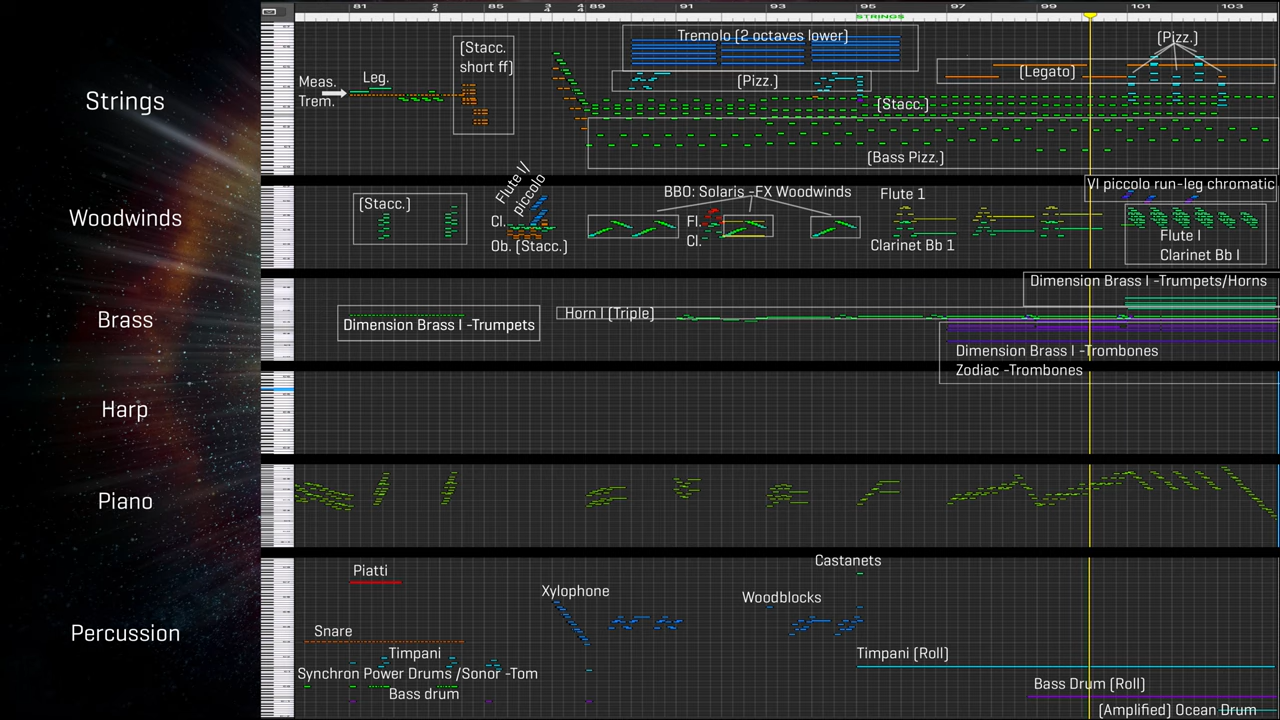 81 85 89 91 93 95 97 99 101 103
STRINGS
Strings
Meas.
Trem.
Leg.
(Stacc.
short ff)
Tremolo (2 octaves lower)
(Pizz.)
(Stacc.)
(Bass Pizz.)
(Legato)
(Pizz.)
Woodwinds
(Stacc.)
Flute I/
piccolo
Cl.
Ob. (Stacc.)
BBO: Solaris -FX Woodwinds
Fl.
Cl.
Flute 1
Clarinet Bb 1
VI piccolo non-leg chromatic
Flute I
Clarinet Bb I
Brass
Dimension Brass I -Trumpets
Horn I (Triple)
Dimension Brass I -Trumpets/Horns
Dimension Brass I -Trombones
Zodiac -Trombones
Harp
Piano
Percussion
Piatti
Snare
Timpani
Synchron Power Drums /Sonor -Tom
Bass drum
Xylophone
Woodblocks
Castanets
Timpani (Roll)
Bass Drum (Roll)
(Amplified) Ocean Drum